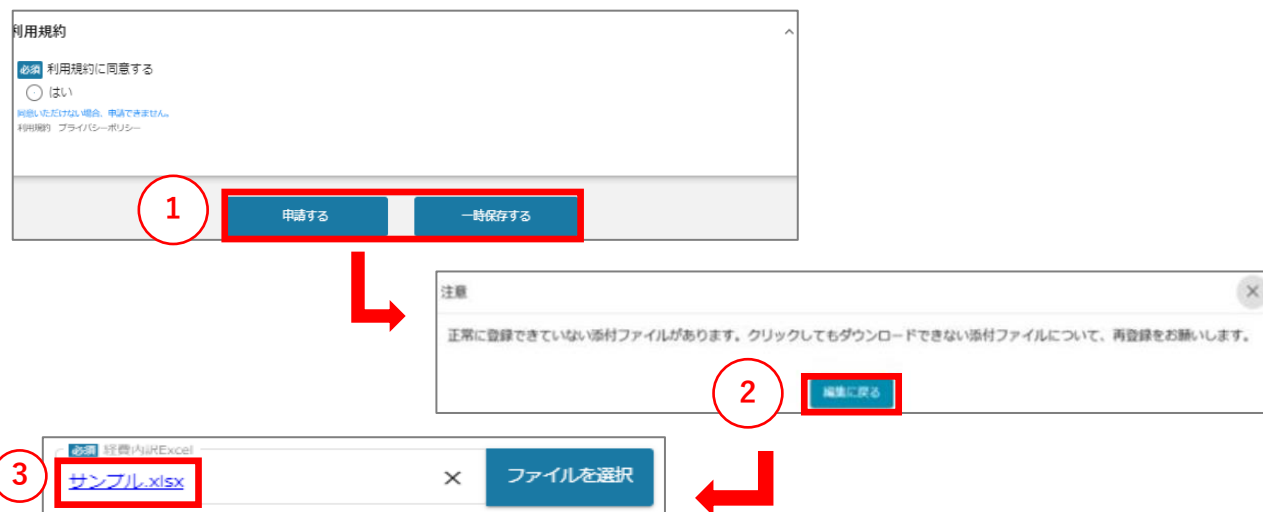 利用規約
必須 利用規約に同意する
はい
同意いただけない場合、申請できません。
利用規約 プライバシーポリシー
1
申請する
一時保存する
注意
正常に登録できていない添付ファイルがあります。クリックしてもダウンロードできない添付ファイルについて、再登録をお願いします。
2
編集に戻る
必須 経費内訳Excel
3
サンプル.xlsx
ファイルを選択